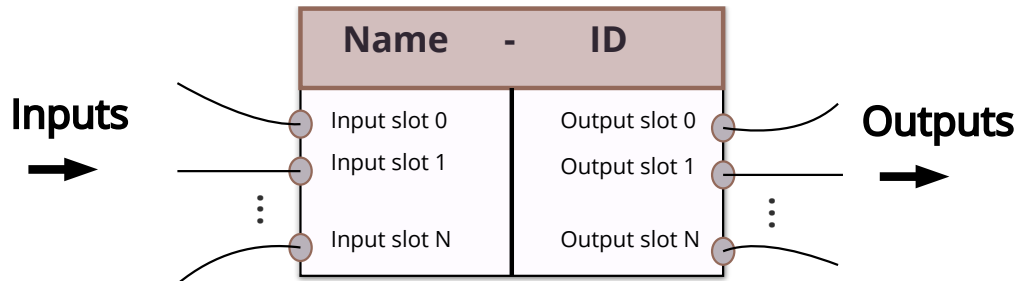 Name - ID
Inputs
Outputs
Input slot 0
Output slot 0
Input slot 1
Output slot 1
Input slot N
Output slot N